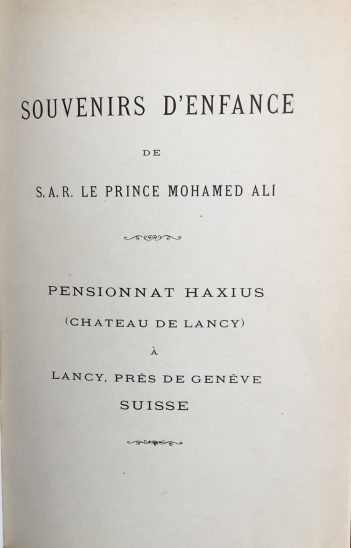 SOUVENIRS D'ENFANCE
DE
S.A.R. LE PRINCE MOHAMED ALI
PENSIONNAT HAXIUS
(CHATEAU DE LANCY)
À
LANCY, PRÈS DE GENÈVE
SUISSE